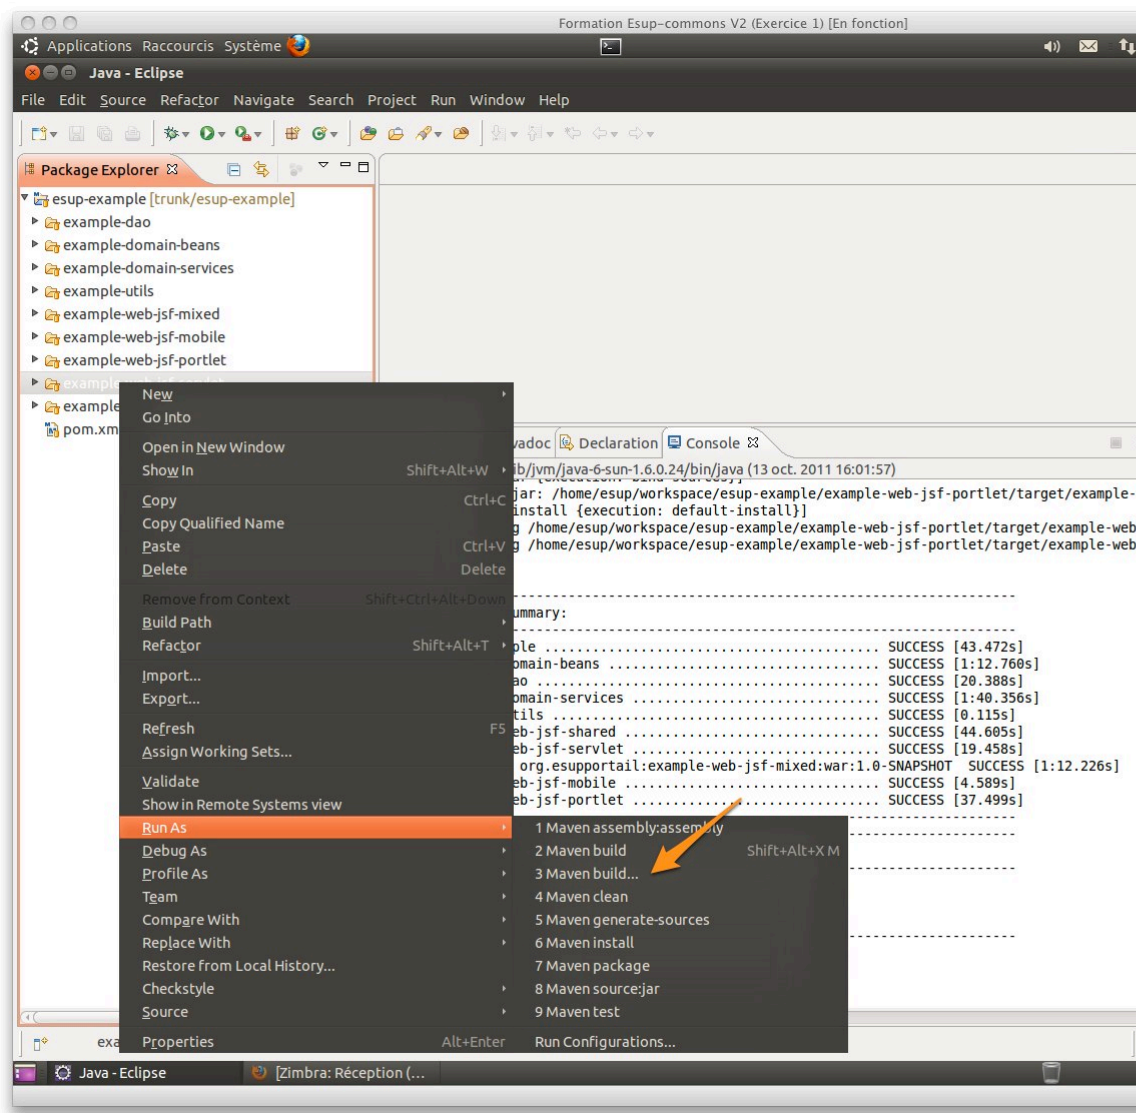 Formation Esup-commons V2 (Exercice 1) [En fonction]
Applications Raccourcis Système
Java - Eclipse
File Edit Source Refactor Navigate Search Project Run Window Help
Package Explorer
esup-example [trunk/esup-example]
example-dao
example-domain-beans
example-domain-services
example-utils
example-web-jsf-mixed
example-web-jsf-mobile
example-web-jsf-portlet
example-web-jsf-servlet
example
pom.xm
New
Go Into
Open in New Window
Show In Shift+Alt+W
Copy Ctrl+C
Copy Qualified Name
Paste Ctrl+V
Delete Delete
Remove from Context Shift+Ctrl+Alt+Down
Build Path
Refactor Shift+Alt+T
Import...
Export...
Refresh F5
Assign Working Sets...
Validate
Show in Remote Systems view
Run As
Debug As
Profile As
Team
Compare With
Replace With
Restore from Local History...
Checkstyle
Source
Properties Alt+Enter
1 Maven assembly:assembly
2 Maven build Shift+Alt+X M
3 Maven build...
4 Maven clean
5 Maven generate-sources
6 Maven install
7 Maven package
8 Maven source:jar
9 Maven test
Run Configurations...
vadoc Declaration Console
ib/jvm/java-6-sun-1.6.0.24/bin/java (13 oct. 2011 16:01:57)
jar: /home/esup/workspace/esup-example/example-web-jsf-portlet/target/example-
install {execution: default-install}]
g /home/esup/workspace/esup-example/example-web-jsf-portlet/target/example-web
g /home/esup/workspace/esup-example/example-web-jsf-portlet/target/example-web
------------------------------------------------------------
ummary:
------------------------------------------------------------
ple ......................................... SUCCESS [43.472s]
omain-beans ................................. SUCCESS [1:12.760s]
ao .......................................... SUCCESS [20.388s]
omain-services .............................. SUCCESS [1:40.356s]
tils ........................................ SUCCESS [0.115s]
eb-jsf-shared ............................... SUCCESS [44.605s]
eb-jsf-servlet .............................. SUCCESS [19.458s]
org.esupportail:example-web-jsf-mixed:war:1.0-SNAPSHOT SUCCESS [1:12.226s]
eb-jsf-mobile ............................... SUCCESS [4.589s]
eb-jsf-portlet .............................. SUCCESS [37.499s]
exa
Java - Eclipse [Zimbra: Réception (...